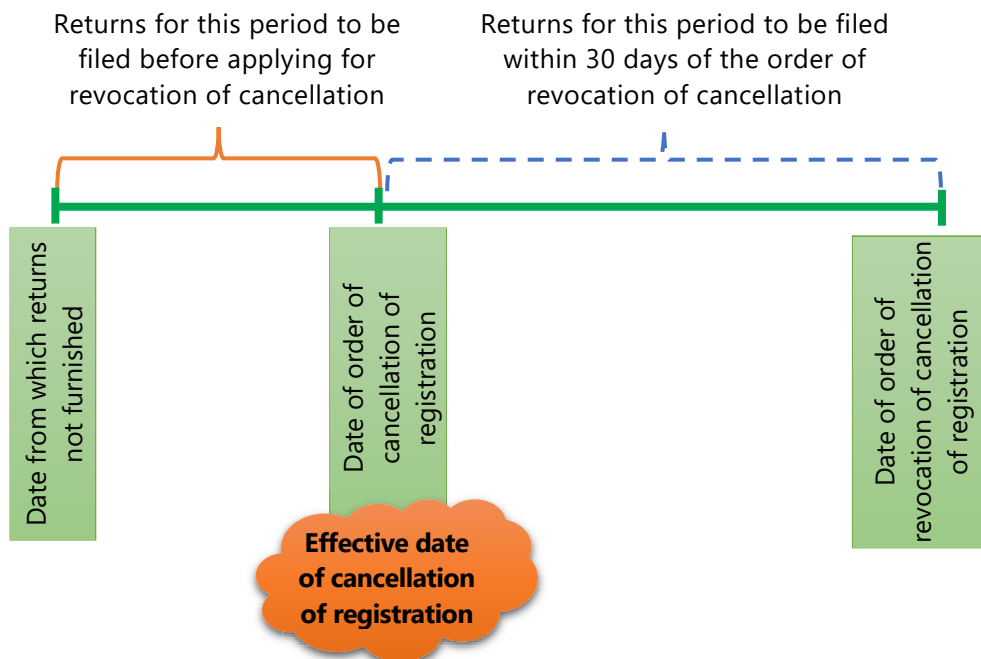 Returns for this period to be
filed before applying for
revocation of cancellation
Returns for this period to be filed
within 30 days of the order of
revocation of cancellation
Date from which returns
not furnished
Date of order of
cancellation of
registration
Effective date
of cancellation
of registration
Date of order of
revocation of cancellation
of registration